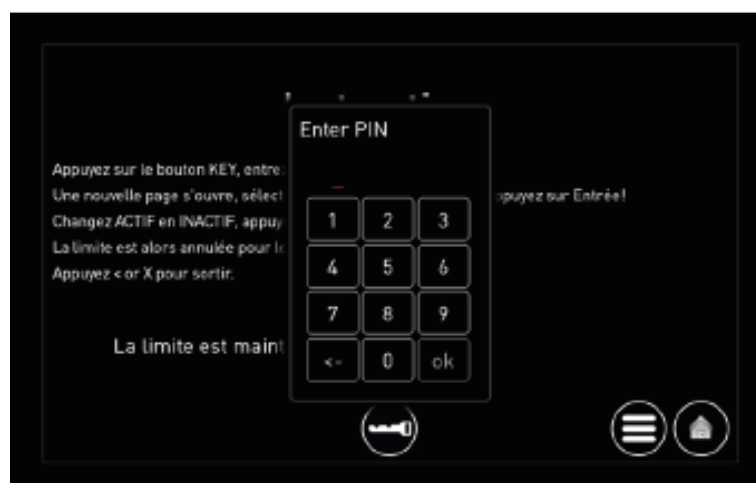 Enter PIN
Appuyez sur le bouton KEY, entre
Une nouvelle page s'ouvre, sélect puyez sur Entrée!
Changez ACTIF en INACTIF, appuy
La limite est alors annulée pour l
Appuyez < or X pour sortir.
1 2 3
4 5 6
7 8 9
<- 0 ok
La limite est maint